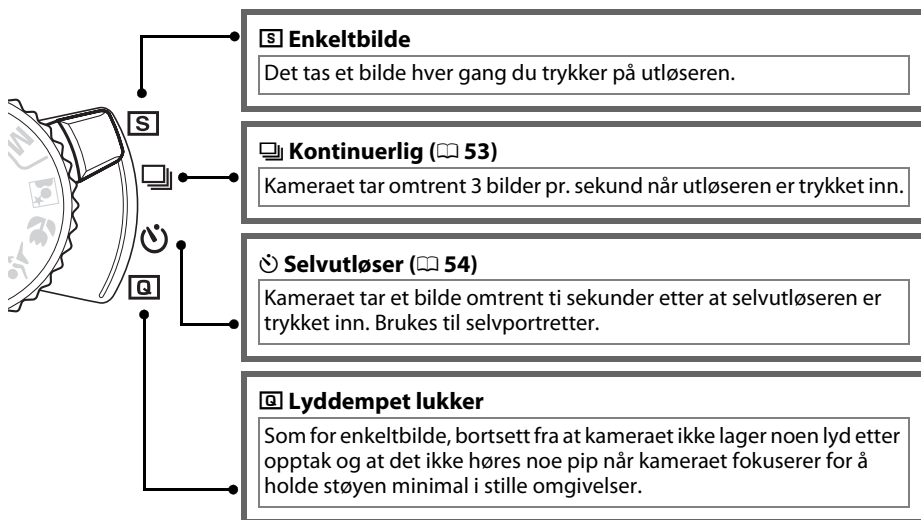 S Enkeltbilde
Det tas et bilde hver gang du trykker på utløseren.
S
Kontinuerlig (53)
Kameraet tar omtrent 3 bilder pr. sekund når utløseren er trykket inn.
Selvutløser (54)
Kameraet tar et bilde omtrent ti sekunder etter at selvutløseren er
trykket inn. Brukes til selvportretter.
Q
Q Lyddempet lukker
Som for enkeltbilde, bortsett fra at kameraet ikke lager noen lyd etter
opptak og at det ikke høres noe pip når kameraet fokuserer for å
holde støyen minimal i stille omgivelser.
M